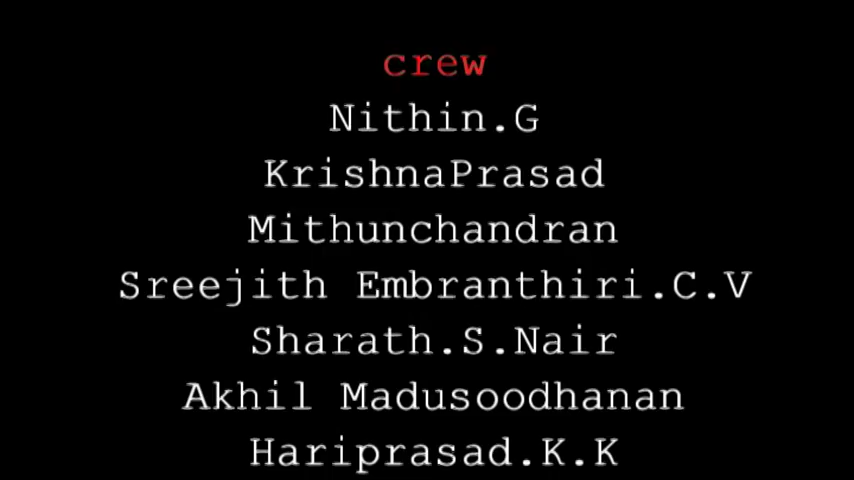 crew
Nithin.G
KrishnaPrasad
Mithunchandran
Sreejith Embranthiri.C.V
Sharath.S.Nair
Akhil Madusoodhanan
Hariprasad.K.K